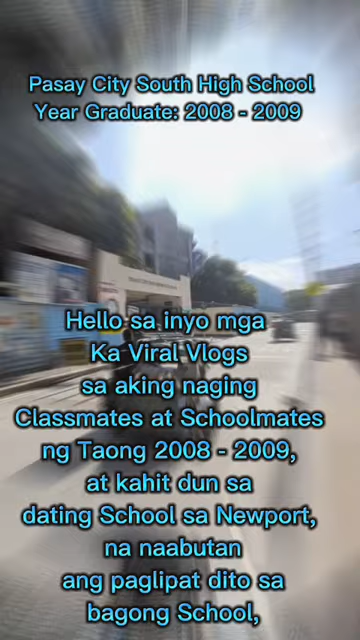 Pasay City South High School
Year Graduate: 2008 - 2009
Hello sa inyo mga
Ka Viral Vlogs
sa aking naging
Classmates at Schoolmates
ng Taong 2008 - 2009,
at kahit dun sa
dating School sa Newport,
na naabutan
ang paglipat dito sa
bagong School,